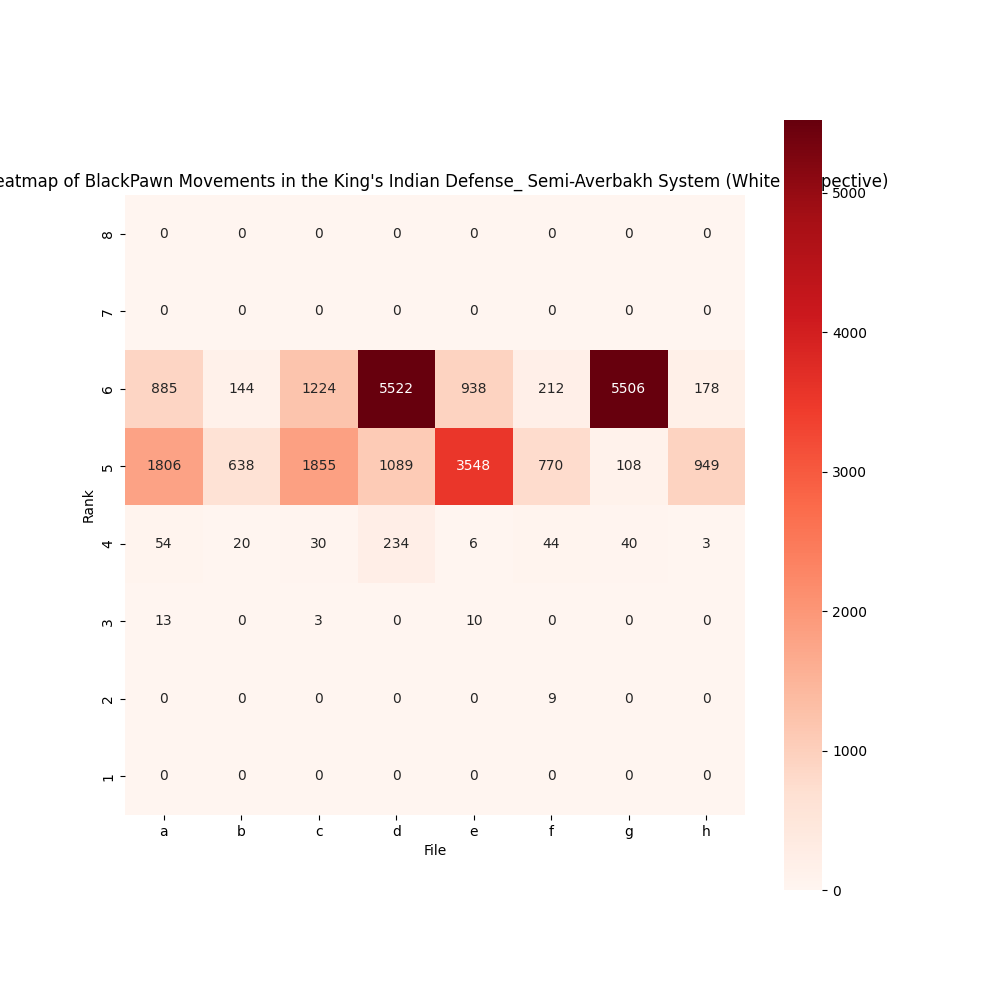 eatmap of BlackPawn Movements in the King's Indian Defense_ Semi-Averbakh System (White pective)
8 0 0 0 0 0 0 0 0
7 0 0 0 0 0 0 0 0
6 885 144 1224 5522 938 212 5506 178
5 1806 638 1855 1089 3548 770 108 949
4 54 20 30 234 6 44 40 3
3 13 0 3 0 10 0 0 0
2 0 0 0 0 0 9 0 0
1 0 0 0 0 0 0 0 0
a b c d e f g h
File
Rank
5000
4000
3000
2000
1000
0